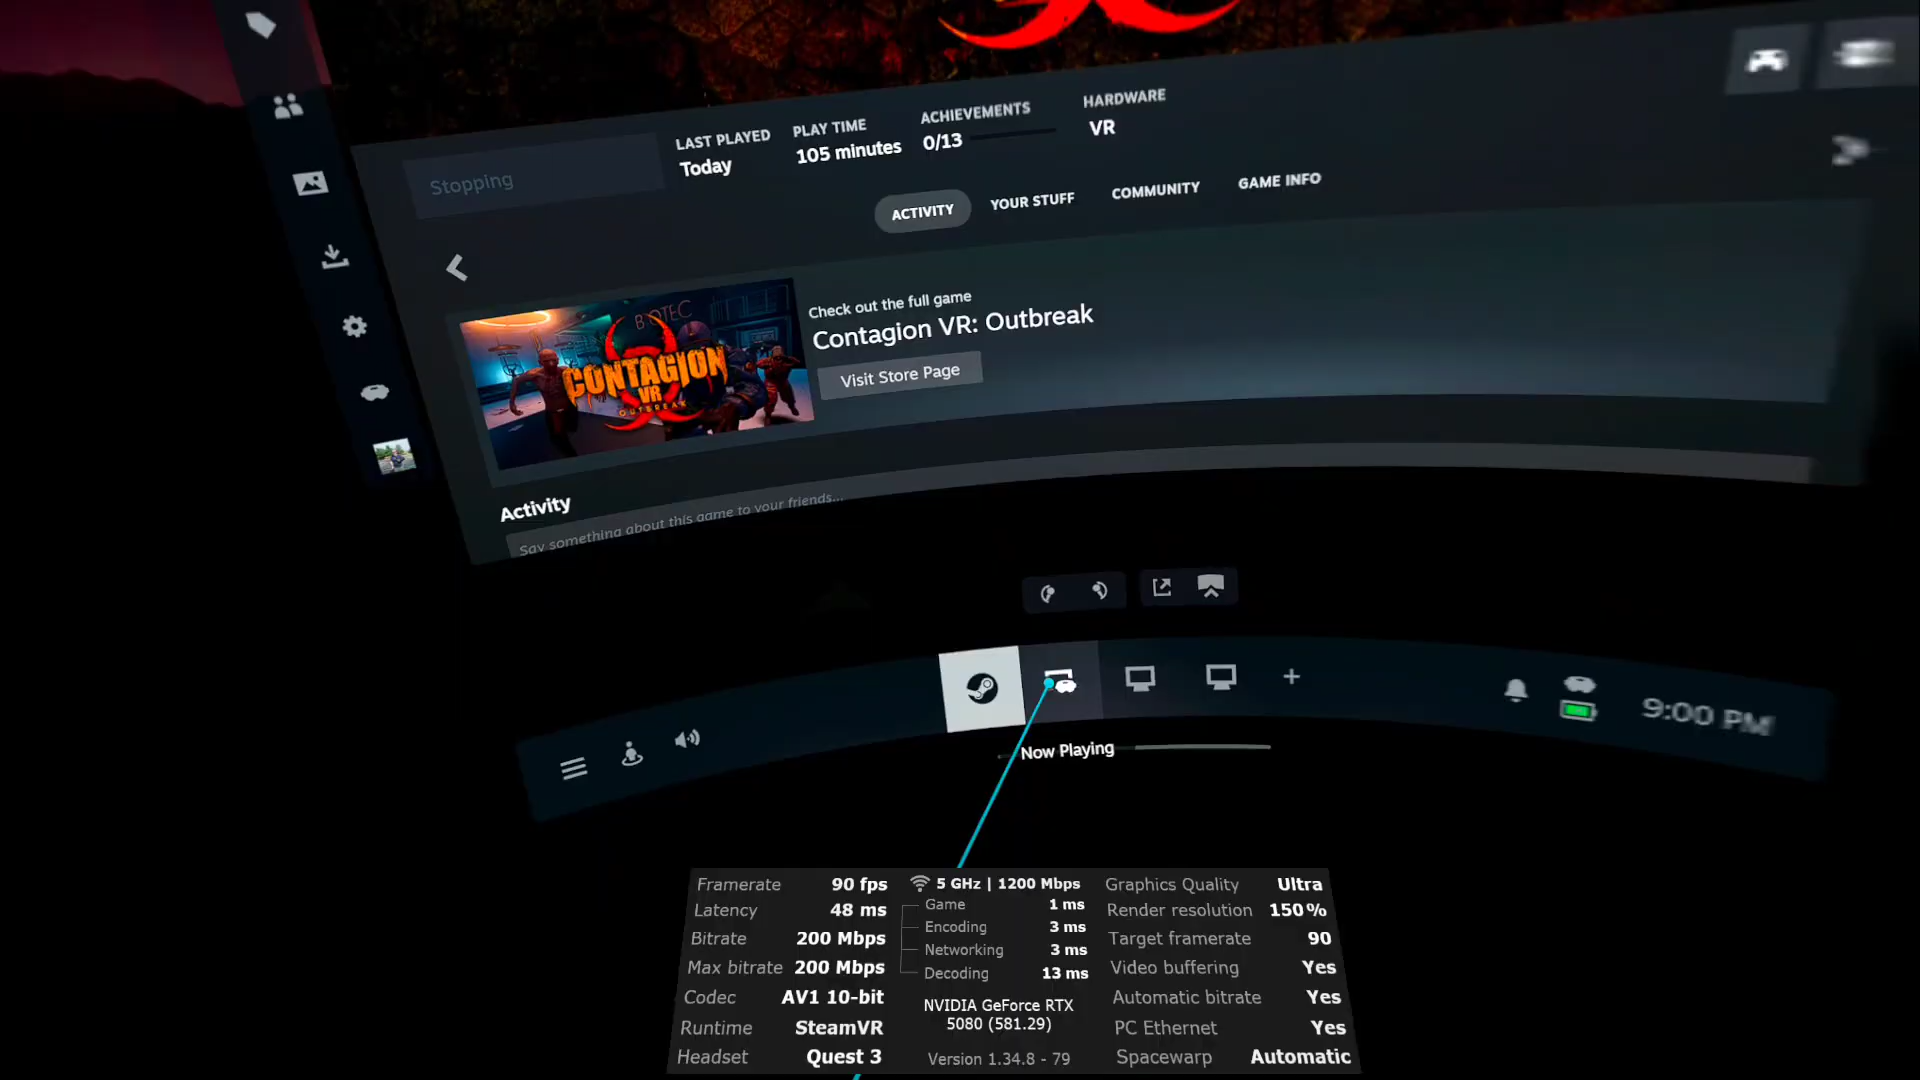 LAST PLAYED
Today
PLAY TIME
105 minutes
ACHIEVEMENTS
0/13
HARDWARE
VR
Stopping
ACTIVITY
YOUR STUFF
COMMUNITY
GAME INFO
BIOTEC
CONTAGION
VR
OUTBREAK
Check out the full game
Contagion VR: Outbreak
Visit Store Page
Activity
Say something about this game to your friends...
9:00 PM
Now Playing
Framerate 90 fps
Latency 48 ms
Bitrate 200 Mbps
Max bitrate 200 Mbps
Codec AV1 10-bit
Runtime SteamVR
Headset Quest 3
5 GHz | 1200 Mbps
Game 1 ms
Encoding 3 ms
Networking 3 ms
Decoding 13 ms
NVIDIA GeForce RTX
5080 (581.29)
Version 1.34.8 - 79
Graphics Quality Ultra
Render resolution 150%
Target framerate 90
Video buffering Yes
Automatic bitrate Yes
PC Ethernet Yes
Spacewarp Automatic